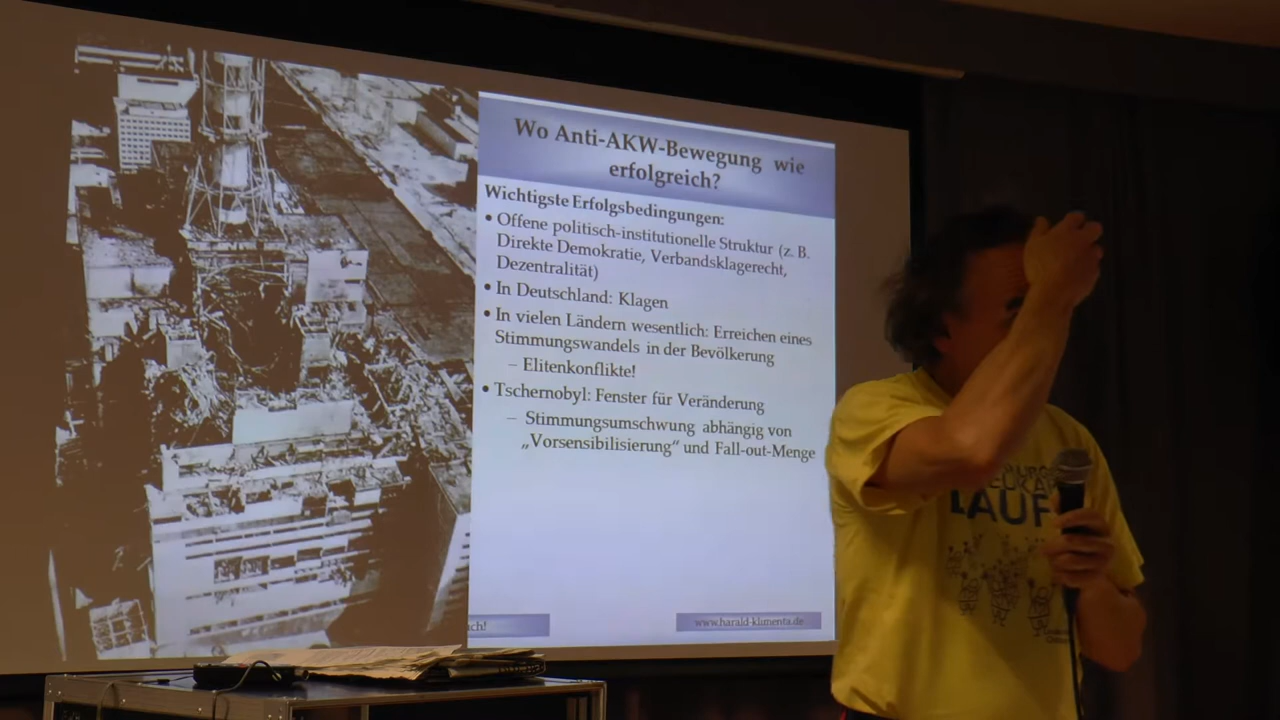 Wo Anti-AKW-Bewegung wie
erfolgreich?
Wichtigste Erfolgsbedingungen:
• Offene politisch-institutionelle Struktur (z. B.
Direkte Demokratie, Verbandsklagerecht,
Dezentralität)
• In Deutschland: Klagen
• In vielen Ländern wesentlich: Erreichen eines
Stimmungswandels in der Bevölkerung
– Elitenkonflikte!
• Tschernobyl: Fenster für Veränderung
– Stimmungsumschwung abhängig von
„Vorsensibilisierung“ und Fall-out-Menge
ch!
www.harald-klimenta.de
LAUF